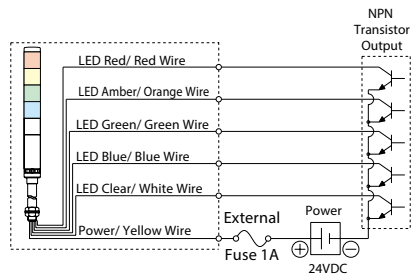 NPN
Transistor
Output
LED Red/ Red Wire
LED Amber/ Orange Wire
LED Green/ Green Wire
LED Blue/ Blue Wire
LED Clear/ White Wire
Power/ Yellow Wire
External
Fuse 1A
Power
+
−
24VDC